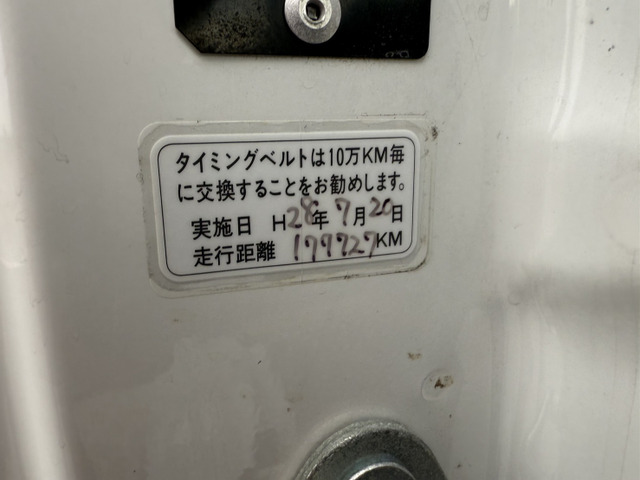 タイミングベルトは10万KM毎
に交換することをお勧めします。
実施日 H28年7月20日
走行距離 177727KM